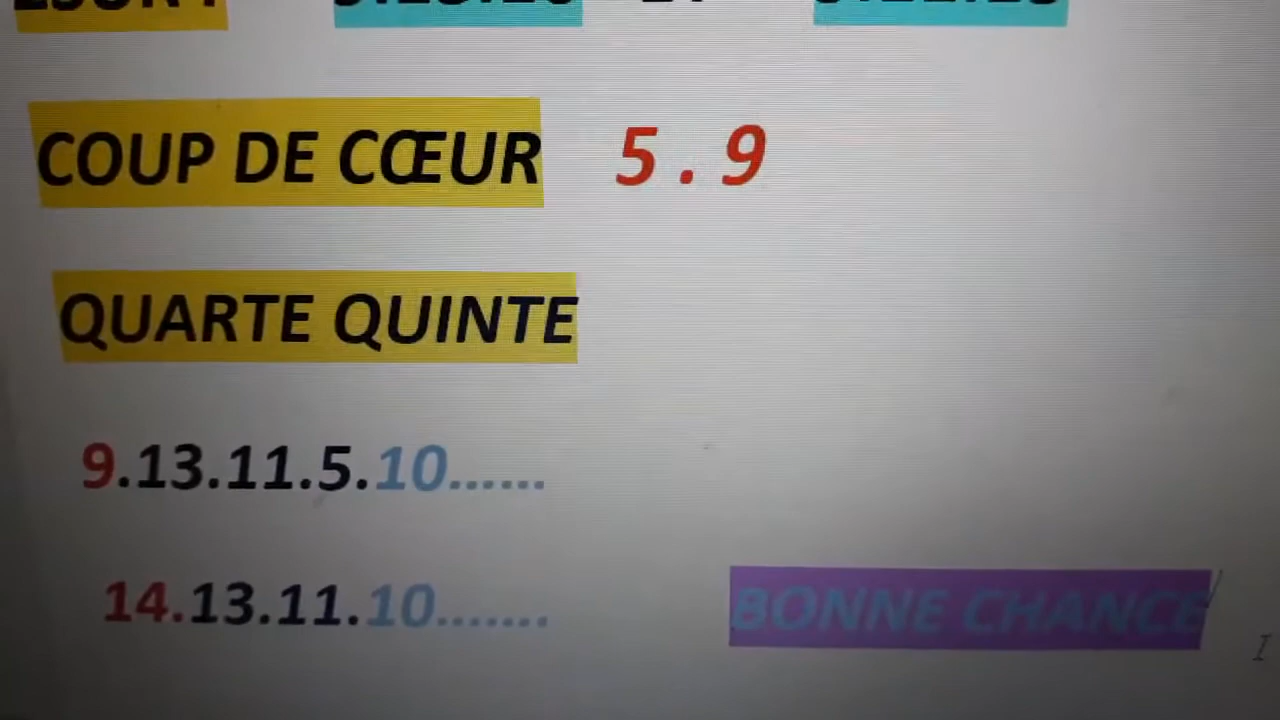 COUP DE CŒUR 5 . 9
QUARTE QUINTE
9.13.11.5.10......
14.13.11.10.......
BONNE CHANCE